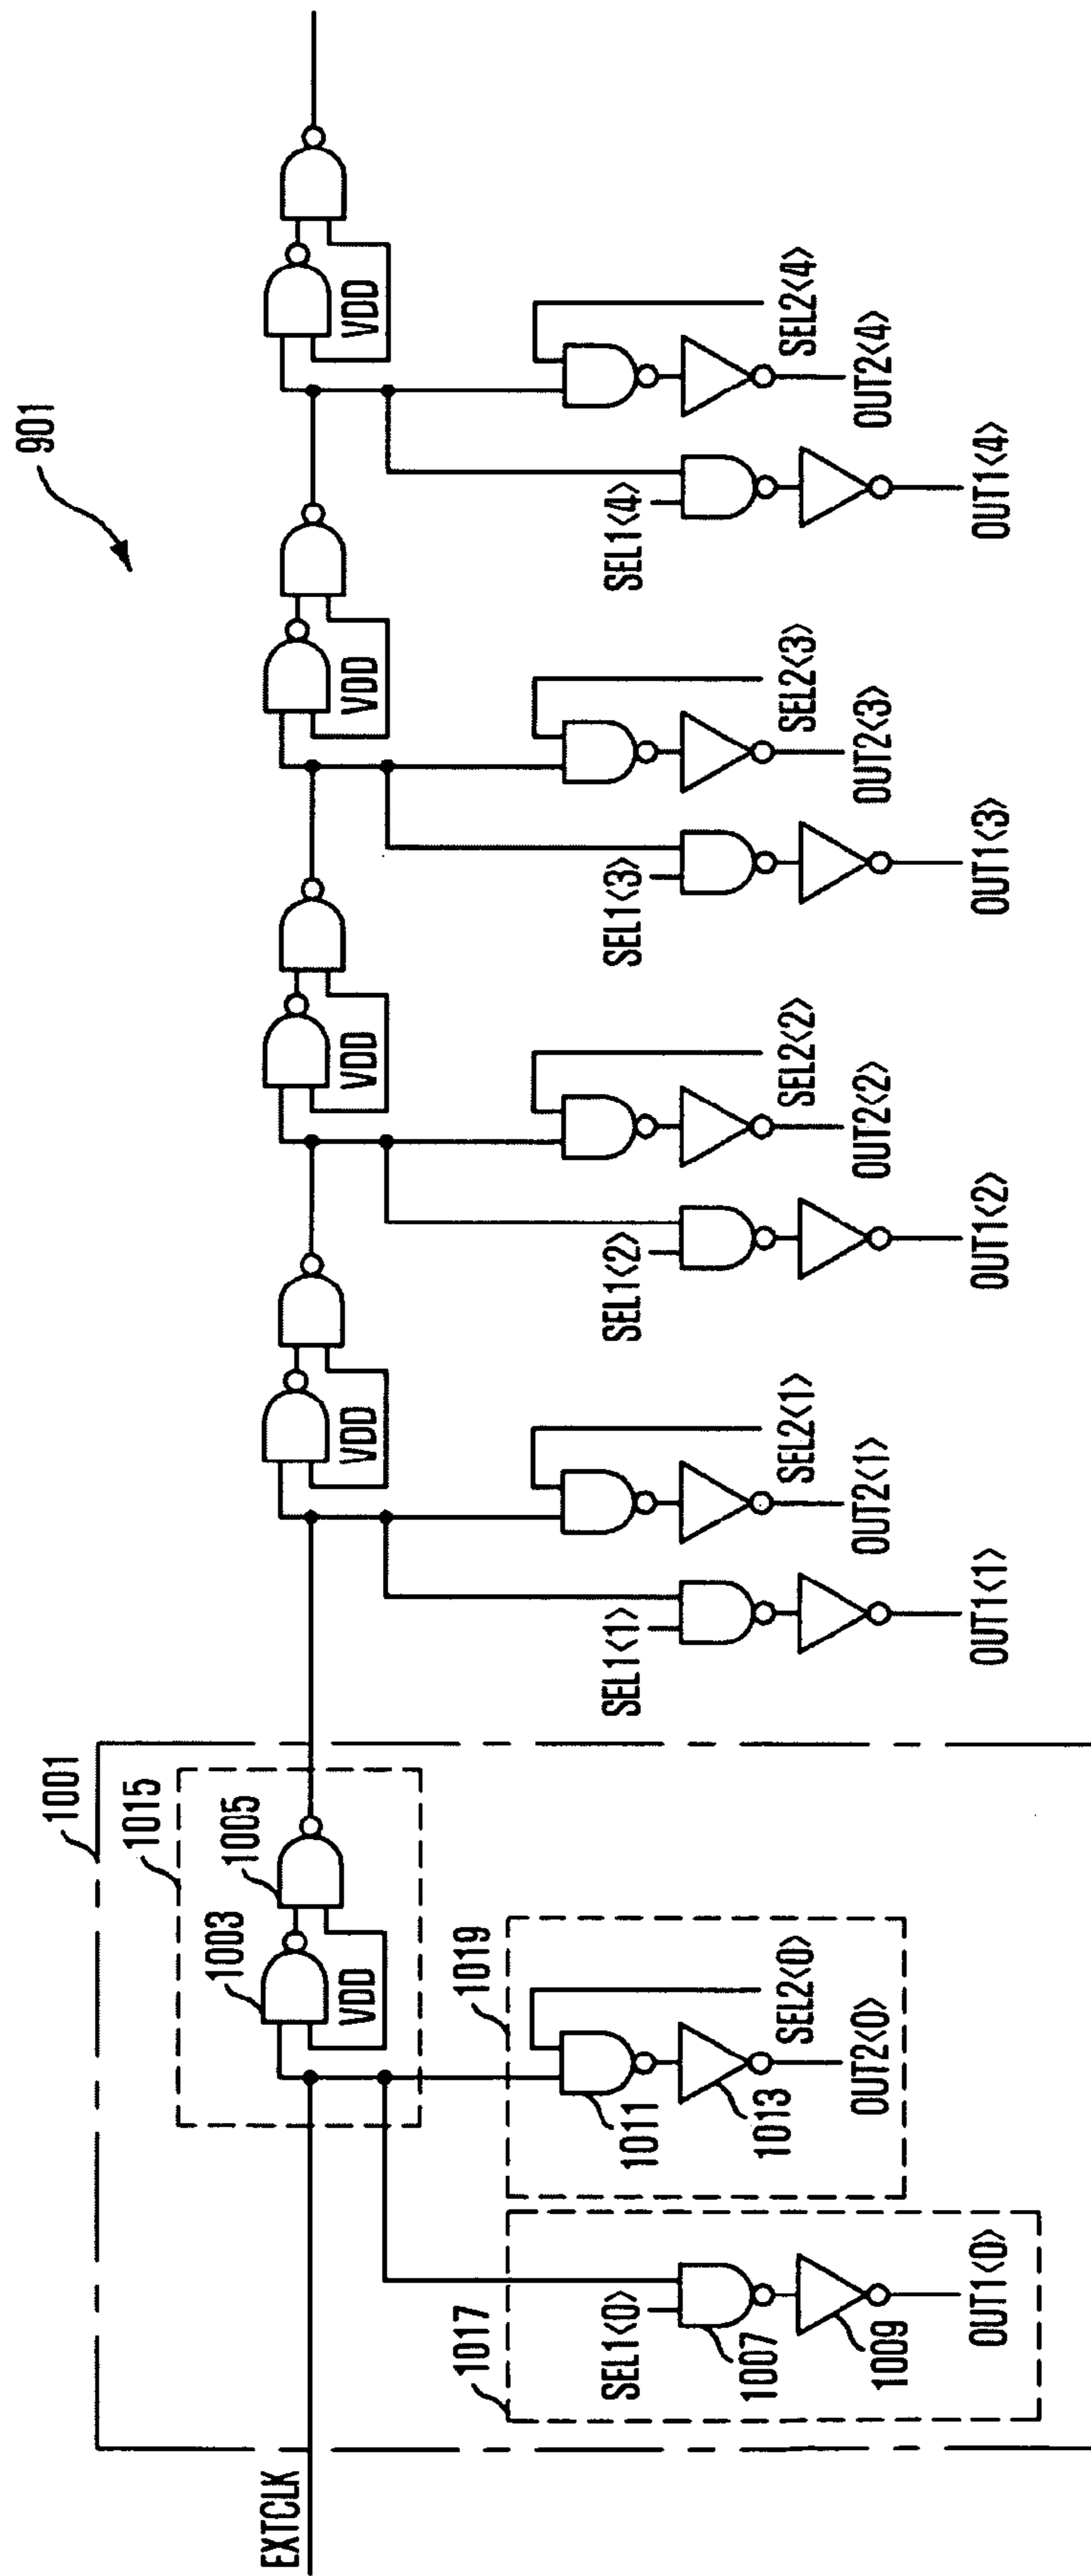 901
1001
1015
1003
1005
VDD
VDD
VDD
VDD
VDD
EXTCLK
1017
SEL1<0>
1007
1009
OUT1<0>
1019
1011
1013
SEL2<0>
OUT2<0>
SEL1<1>
OUT1<1>
SEL2<1>
OUT2<1>
SEL1<2>
OUT1<2>
SEL2<2>
OUT2<2>
SEL1<3>
OUT1<3>
SEL2<3>
OUT2<3>
SEL1<4>
OUT1<4>
SEL2<4>
OUT2<4>